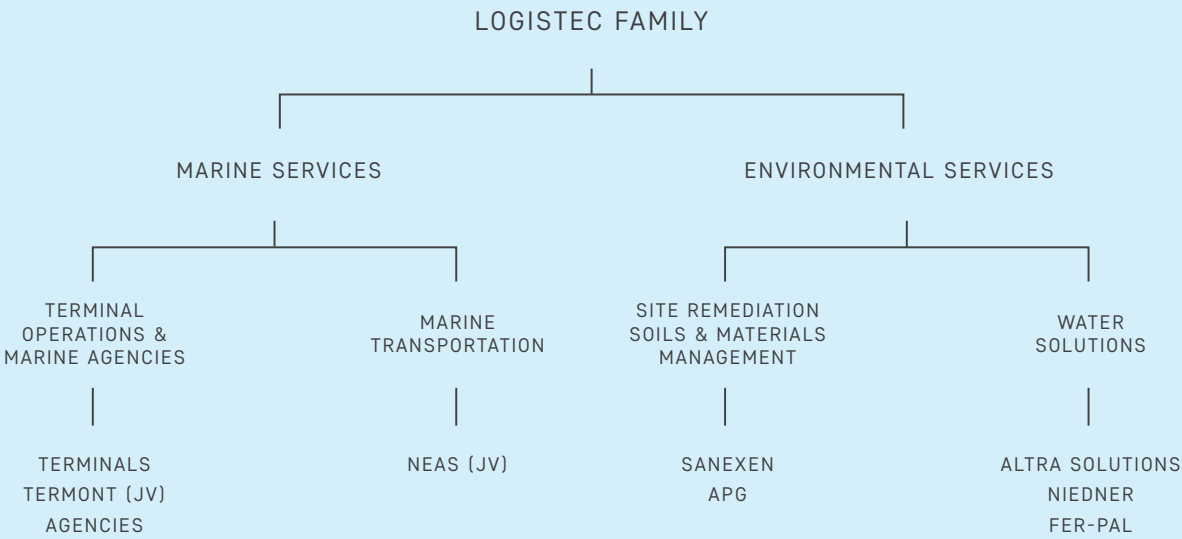 LOGISTEC FAMILY
MARINE SERVICES
ENVIRONMENTAL SERVICES
TERMINAL
OPERATIONS &
MARINE AGENCIES
MARINE
TRANSPORTATION
SITE REMEDIATION
SOILS & MATERIALS
MANAGEMENT
WATER
SOLUTIONS
TERMINALS
TERMONT (JV)
AGENCIES
NEAS (JV)
SANEXEN
APG
ALTRA SOLUTIONS
NIEDNER
FER-PAL